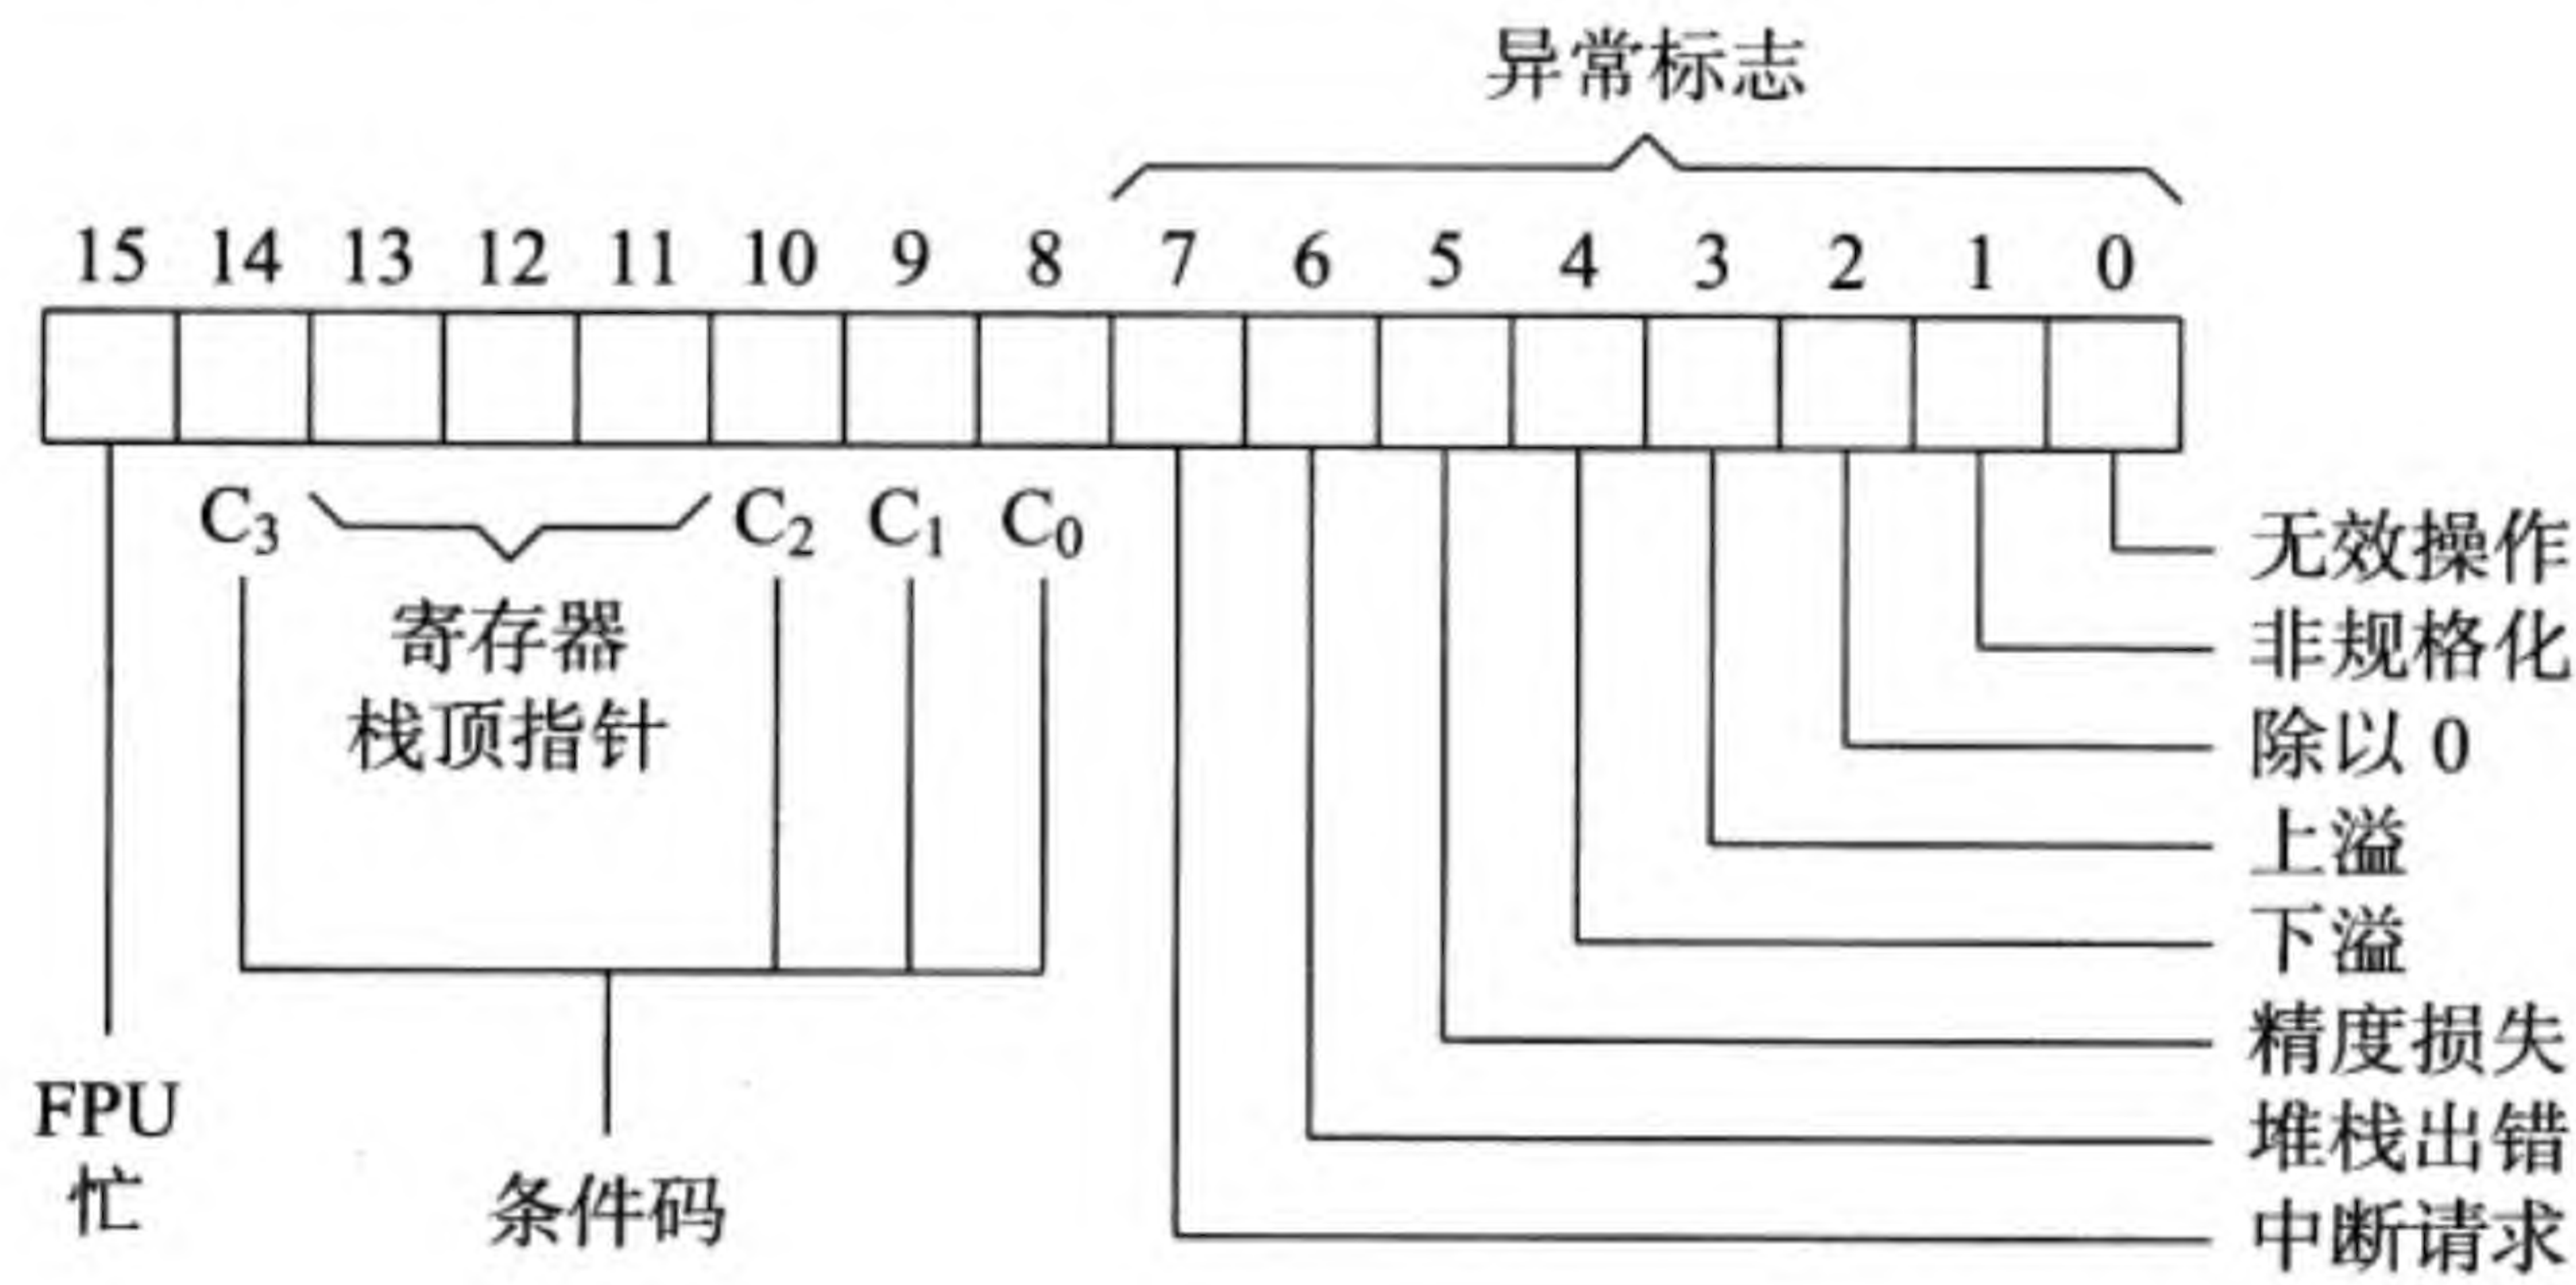 异常标志
15 14 13 12 11 10 9 8 7 6 5 4 3 2 1 0
C3 C2 C1 C0
寄存器
栈顶指针
FPU
忙
条件码
无效操作
非规格化
除以 0
上溢
下溢
精度损失
堆栈出错
中断请求